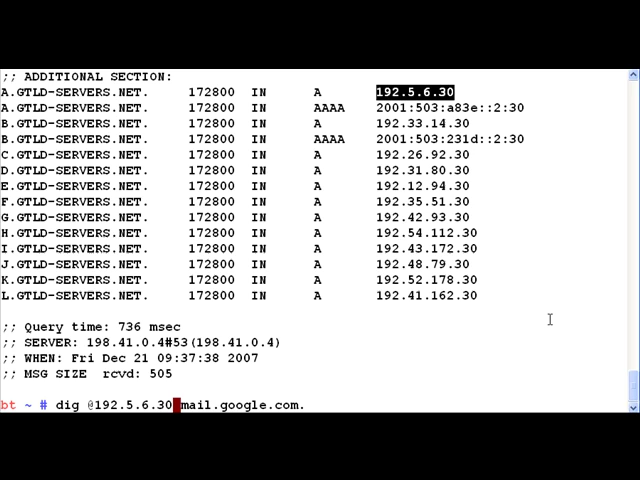 ;; ADDITIONAL SECTION:
A.GTLD-SERVERS.NET. 172800 IN A 192.5.6.30
A.GTLD-SERVERS.NET. 172800 IN AAAA 2001:503:a83e::2:30
B.GTLD-SERVERS.NET. 172800 IN A 192.33.14.30
B.GTLD-SERVERS.NET. 172800 IN AAAA 2001:503:231d::2:30
C.GTLD-SERVERS.NET. 172800 IN A 192.26.92.30
D.GTLD-SERVERS.NET. 172800 IN A 192.31.80.30
E.GTLD-SERVERS.NET. 172800 IN A 192.12.94.30
F.GTLD-SERVERS.NET. 172800 IN A 192.35.51.30
G.GTLD-SERVERS.NET. 172800 IN A 192.42.93.30
H.GTLD-SERVERS.NET. 172800 IN A 192.54.112.30
I.GTLD-SERVERS.NET. 172800 IN A 192.43.172.30
J.GTLD-SERVERS.NET. 172800 IN A 192.48.79.30
K.GTLD-SERVERS.NET. 172800 IN A 192.52.178.30
L.GTLD-SERVERS.NET. 172800 IN A 192.41.162.30
;; Query time: 736 msec
;; SERVER: 198.41.0.4#53(198.41.0.4)
;; WHEN: Fri Dec 21 09:37:38 2007
;; MSG SIZE rcvd: 505
bt ~ # dig @192.5.6.30 mail.google.com.